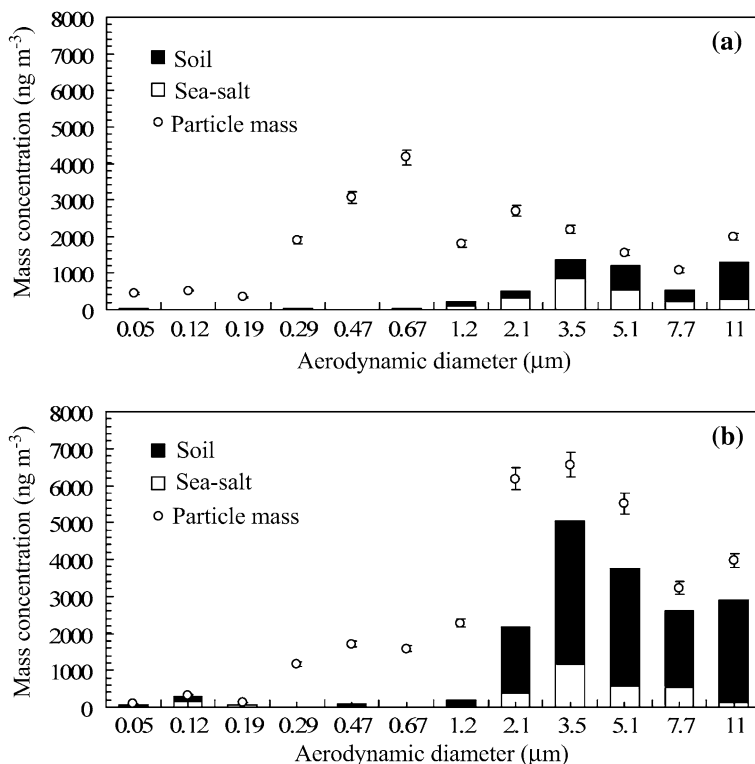 (a)
8000
7000
6000
5000
4000
3000
2000
1000
0
Mass concentration (ng m-3)
Soil
Sea-salt
Particle mass
0.05 0.12 0.19 0.29 0.47 0.67 1.2 2.1 3.5 5.1 7.7 11
Aerodynamic diameter (μm)
(b)
8000
7000
6000
5000
4000
3000
2000
1000
0
Mass concentration (ng m-3)
Soil
Sea-salt
Particle mass
0.05 0.12 0.19 0.29 0.47 0.67 1.2 2.1 3.5 5.1 7.7 11
Aerodynamic diameter (μm)